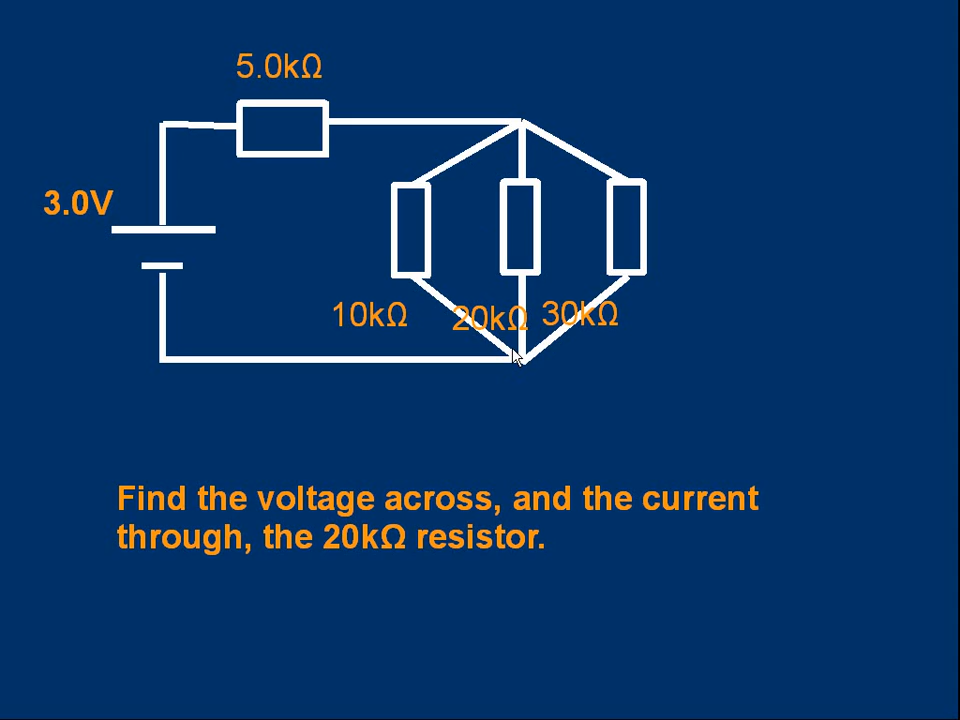 5.0kΩ
3.0V
10kΩ
20kΩ
30kΩ
Find the voltage across, and the current
through, the 20kΩ resistor.